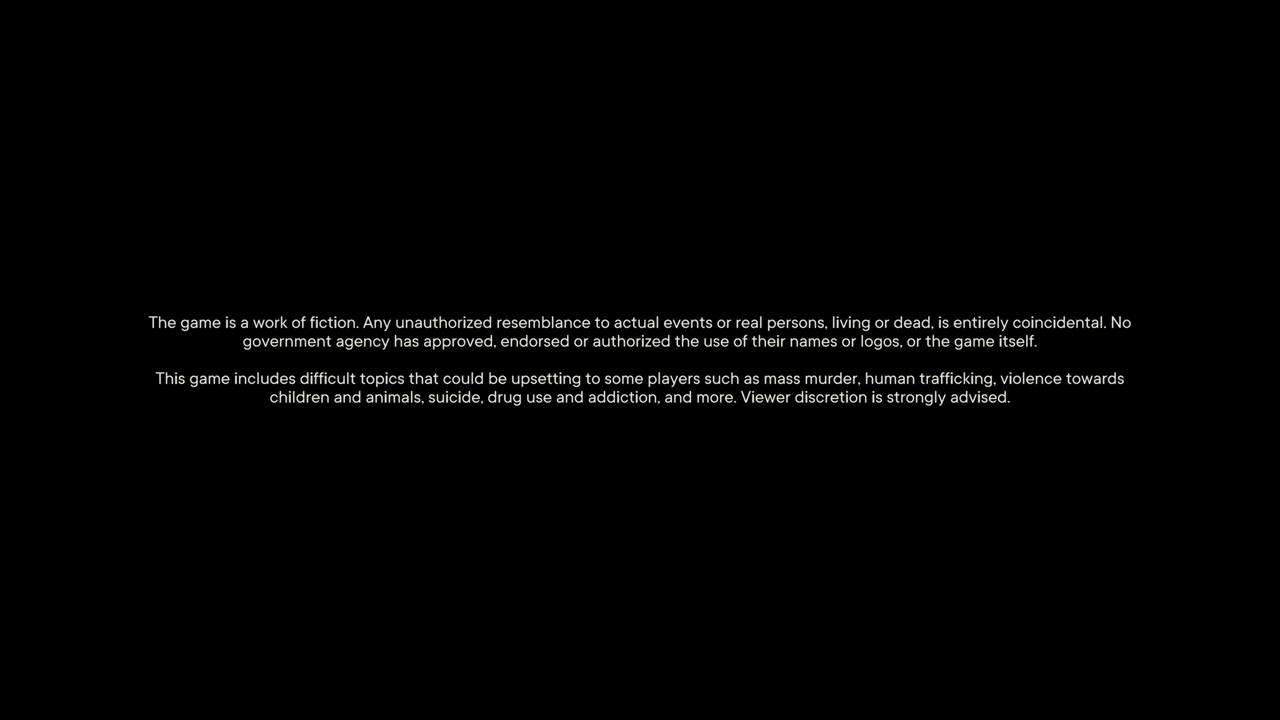 The game is a work of fiction. Any unauthorized resemblance to actual events or real persons, living or dead, is entirely coincidental. No
government agency has approved, endorsed or authorized the use of their names or logos, or the game itself.
This game includes difficult topics that could be upsetting to some players such as mass murder, human trafficking, violence towards
children and animals, suicide, drug use and addiction, and more. Viewer discretion is strongly advised.